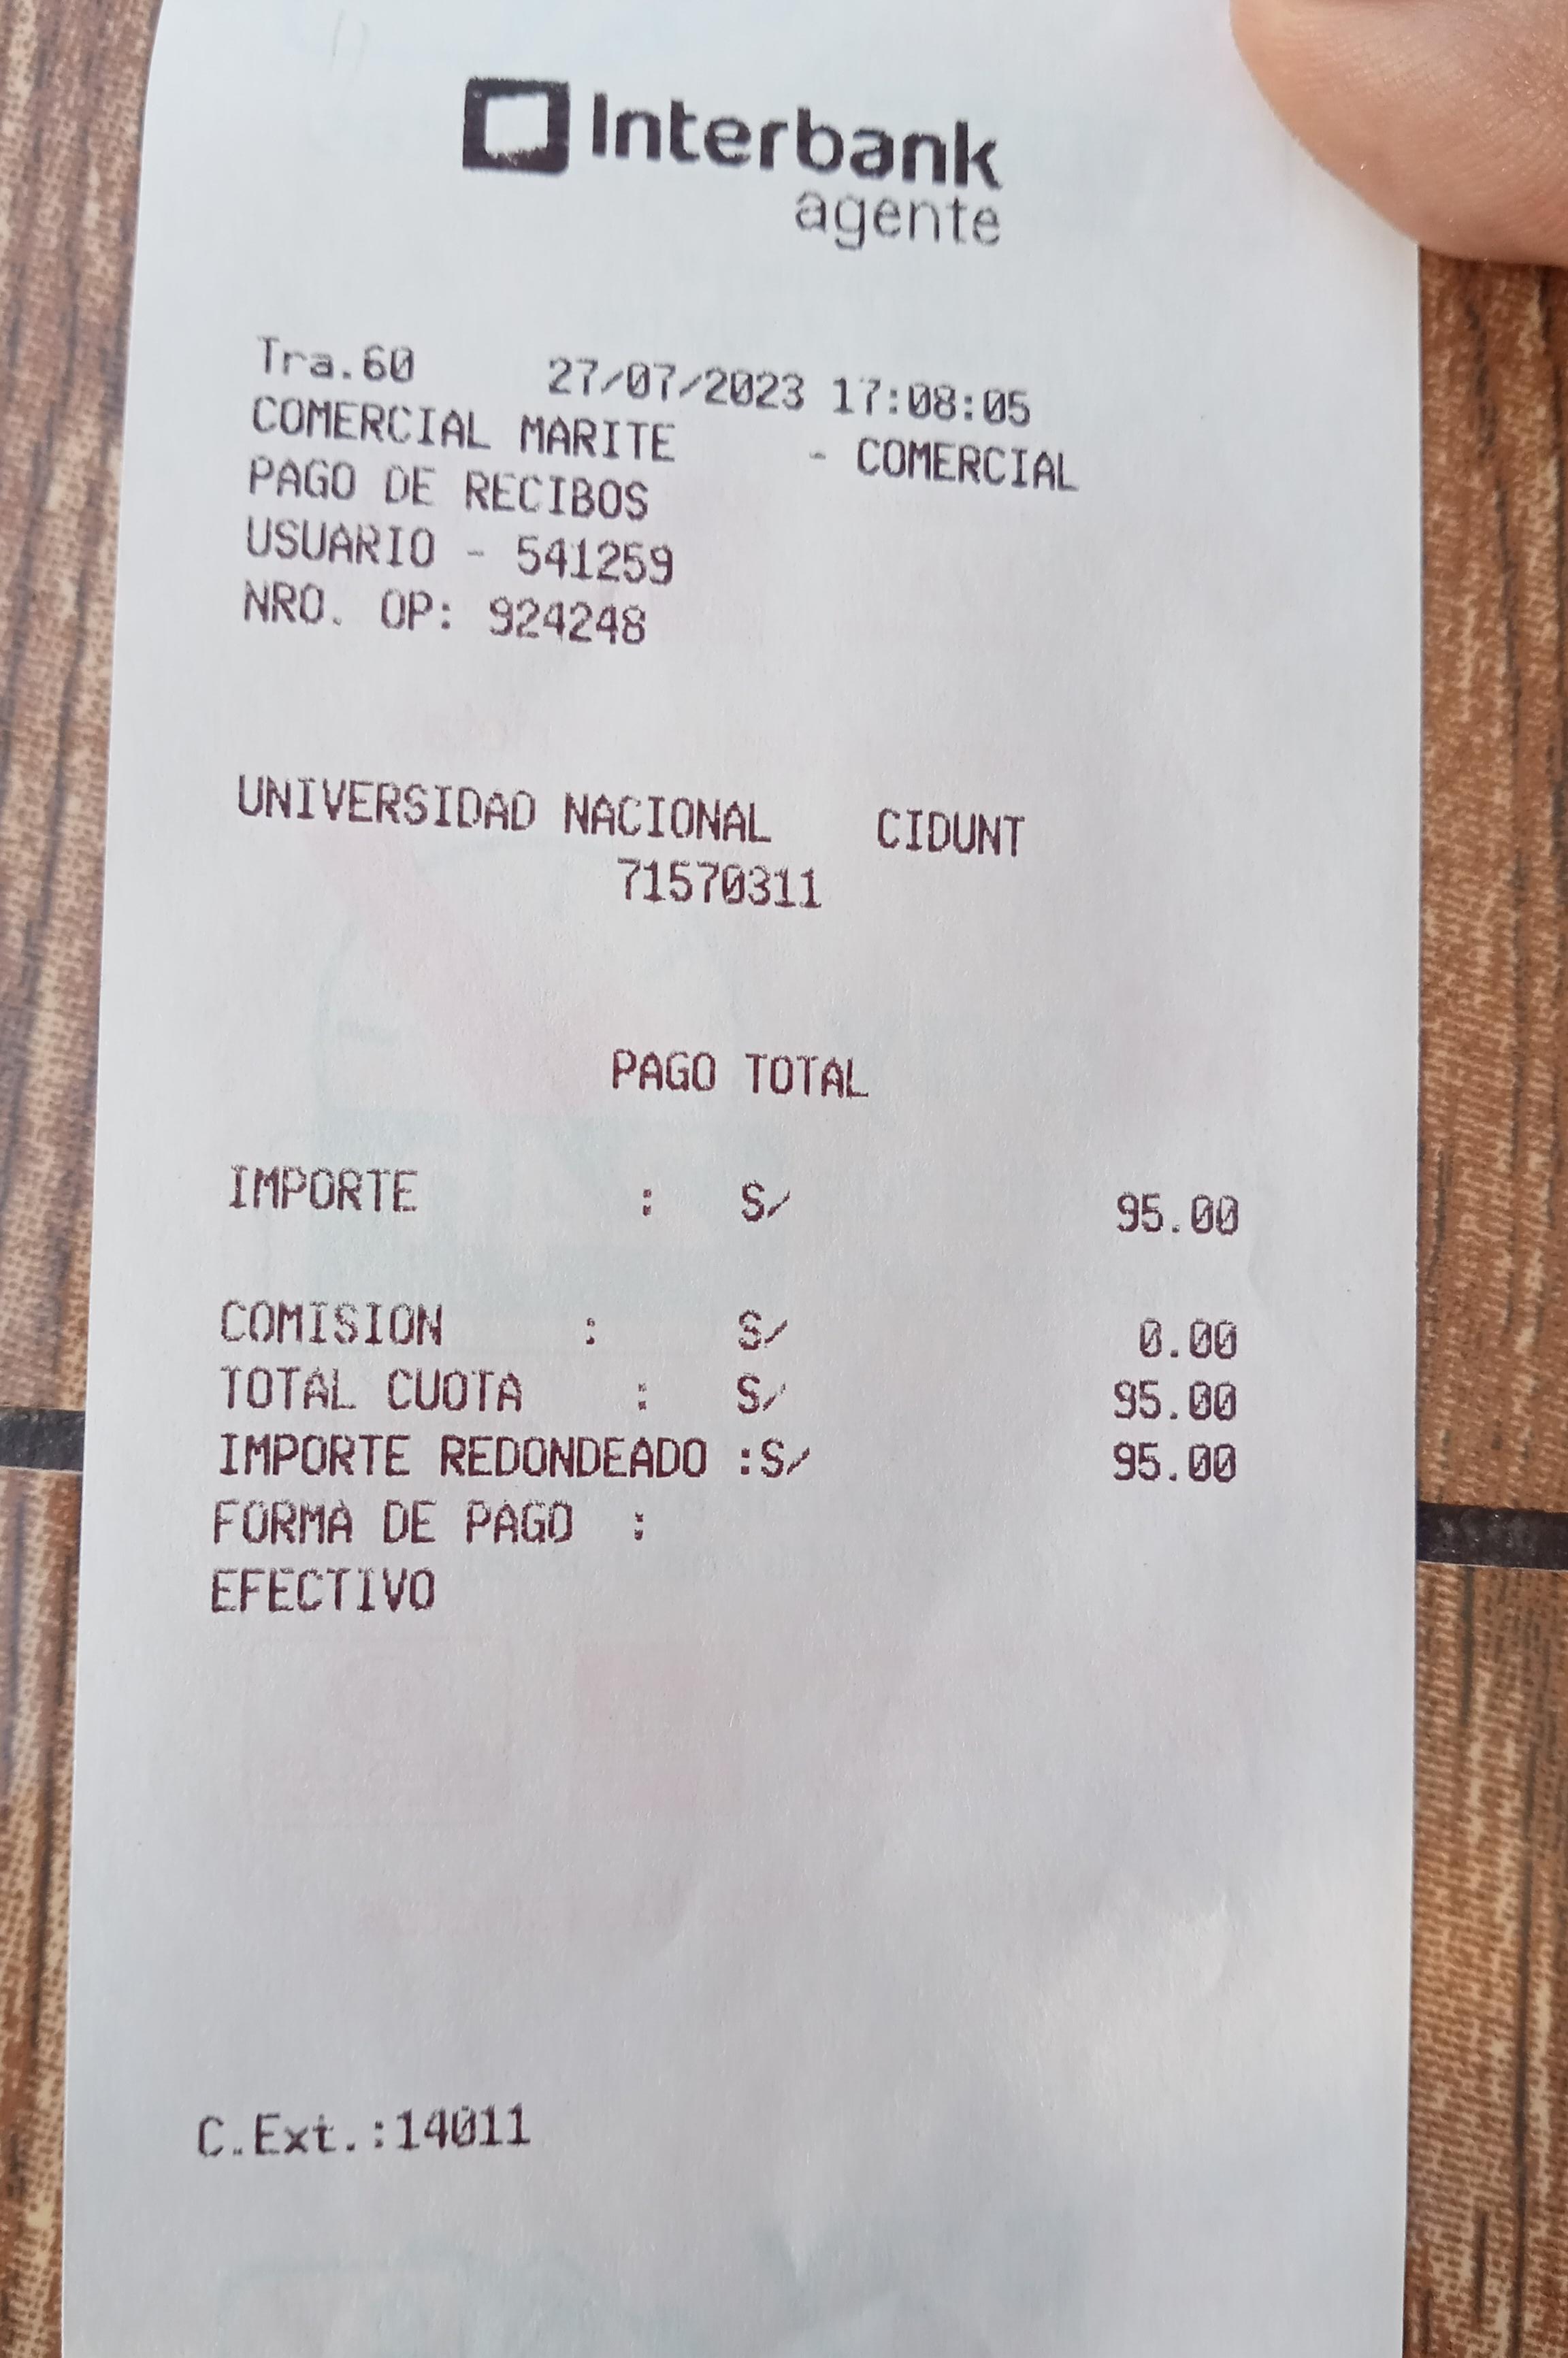 Interbank
agente
Tra.60 27/07/2023 17:08:05
COMERCIAL MARITE - COMERCIAL
PAGO DE RECIBOS
USUARIO - 541259
NRO. OP: 924248
UNIVERSIDAD NACIONAL CIDUNT
71570311
PAGO TOTAL
IMPORTE : S/ 95.00
COMISION : S/ 0.00
TOTAL CUOTA : S/ 95.00
IMPORTE REDONDEADO :S/ 95.00
FORMA DE PAGO :
EFECTIVO
C.Ext.:14011